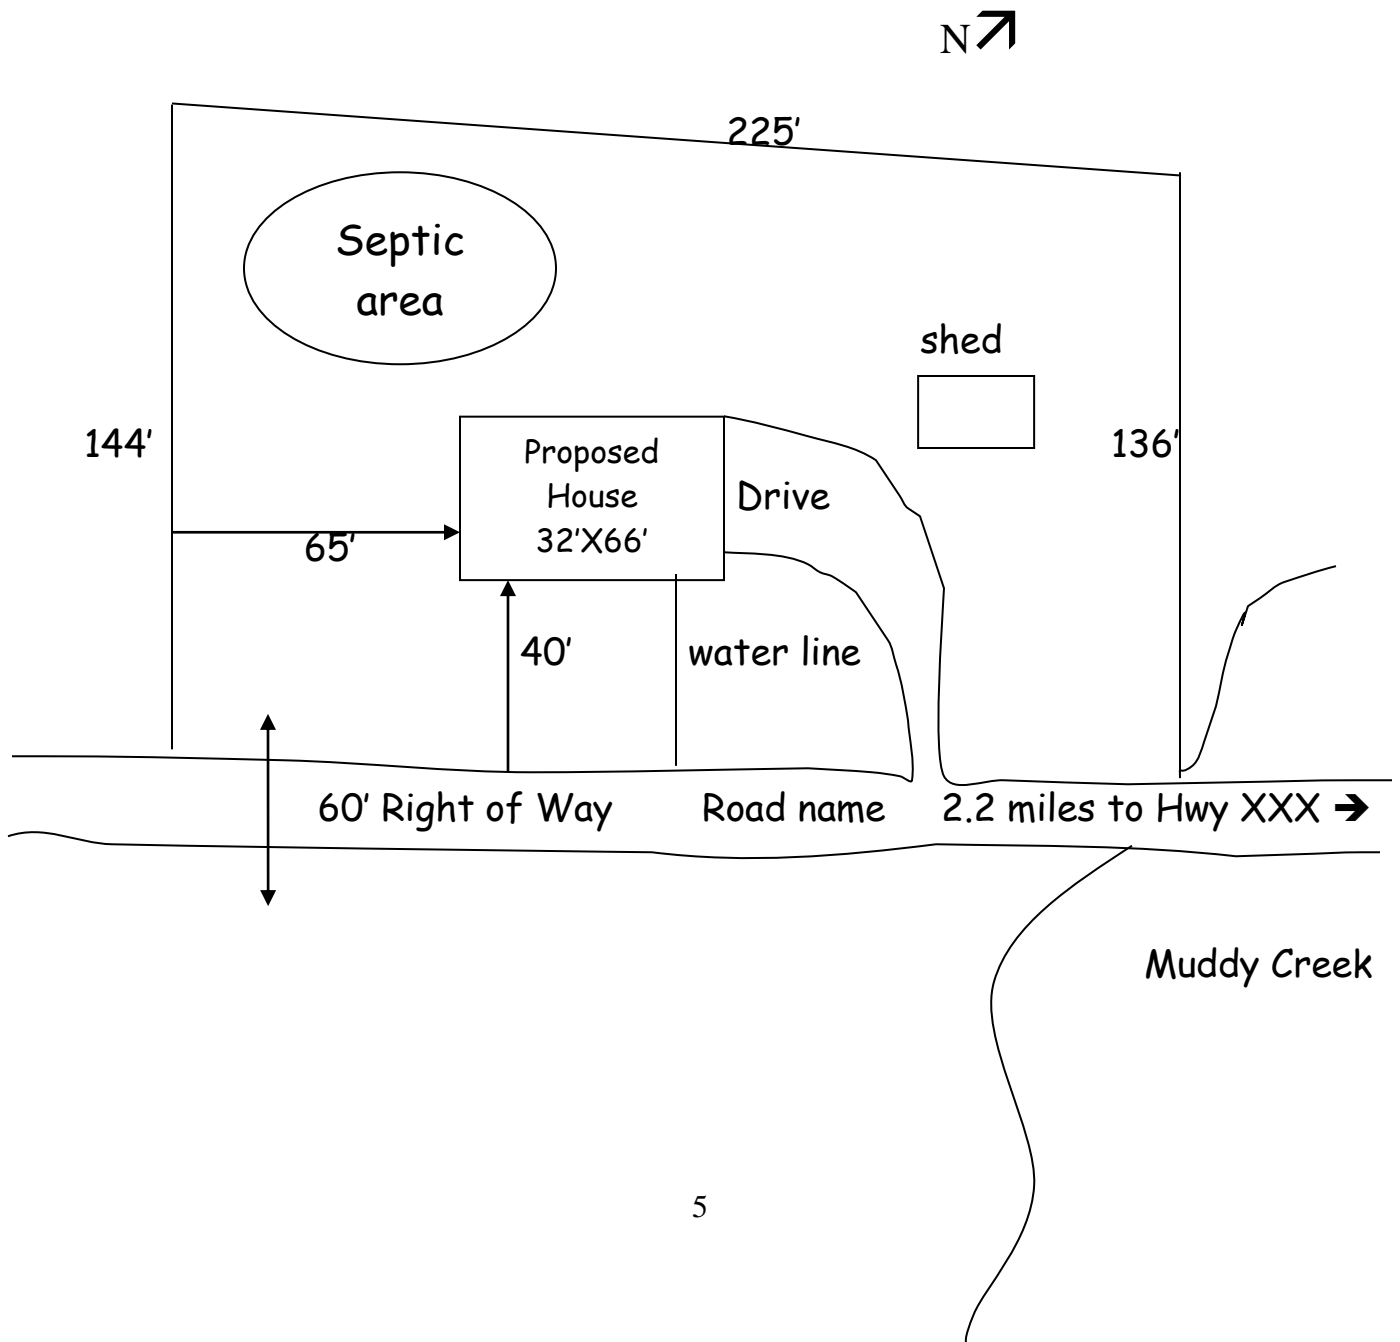 N
225'
Septic
area
shed
144'
136'
Proposed
House
32'X66'
Drive
65'
40'
water line
60' Right of Way
Road name
2.2 miles to Hwy XXX ➔
Muddy Creek
5